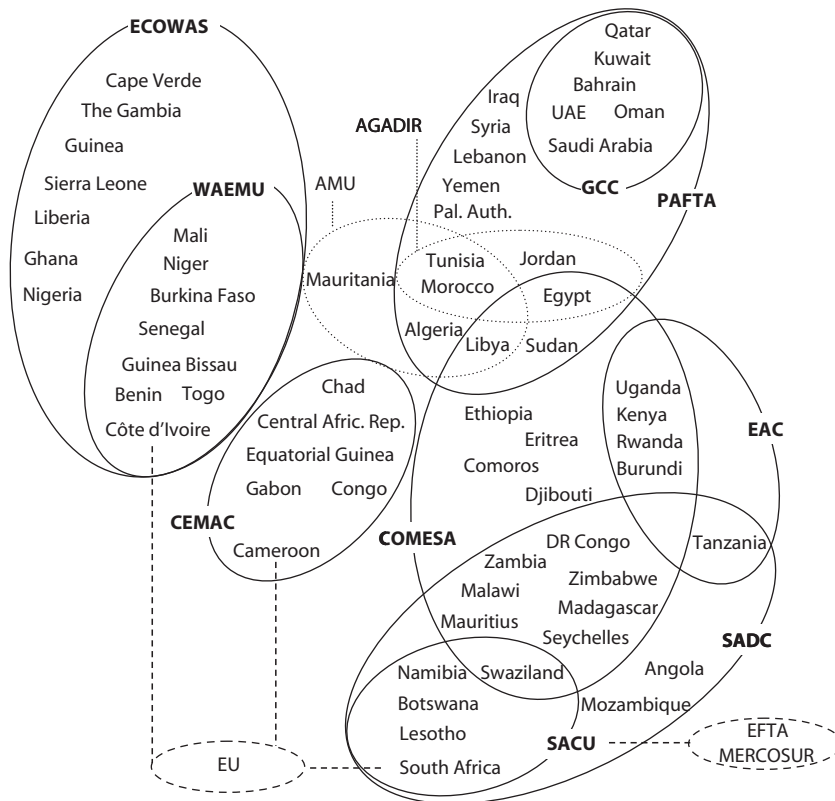 ECOWAS
Cape Verde
The Gambia
Guinea
Sierra Leone
Liberia
Ghana
Nigeria
WAEMU
Mali
Niger
Burkina Faso
Senegal
Guinea Bissau
Benin Togo
Côte d'Ivoire
AMU
Mauritania
AGADIR
Qatar
Kuwait
Bahrain
UAE Oman
Saudi Arabia
GCC
PAFTA
Iraq
Syria
Lebanon
Yemen
Pal. Auth.
Tunisia
Morocco
Jordan
Egypt
Algeria
Libya
Sudan
Chad
Central Afric. Rep.
Equatorial Guinea
Gabon Congo
CEMAC
Cameroon
Ethiopia
Eritrea
Comoros
Djibouti
COMESA
Uganda
Kenya
Rwanda
Burundi
EAC
Tanzania
DR Congo
Zambia
Zimbabwe
Malawi
Madagascar
Mauritius
Seychelles
SADC
Angola
Mozambique
Namibia
Swaziland
Botswana
Lesotho
South Africa
SACU
EU
EFTA
MERCOSUR